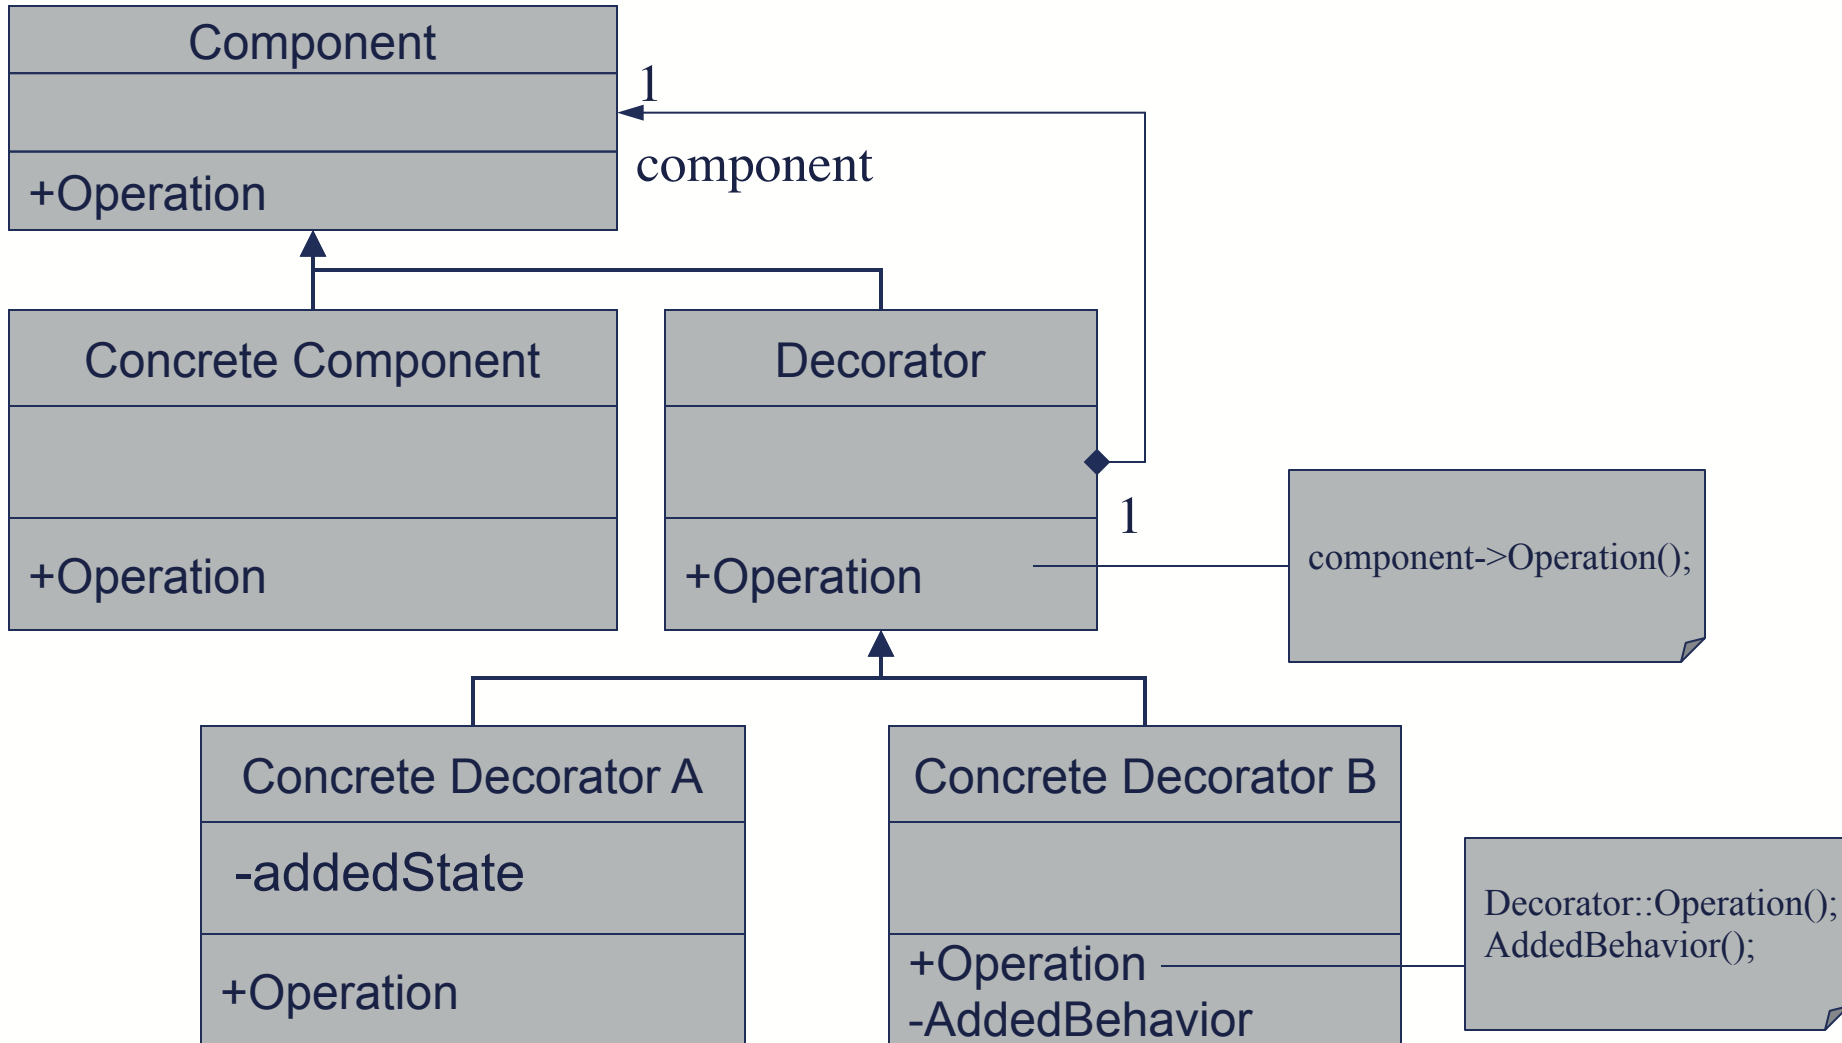 Component
1
component
+Operation
Concrete Component
Decorator
1
+Operation
+Operation
component->Operation();
Concrete Decorator A
Concrete Decorator B
-addedState
Decorator::Operation();
AddedBehavior();
+Operation
+Operation
-AddedBehavior